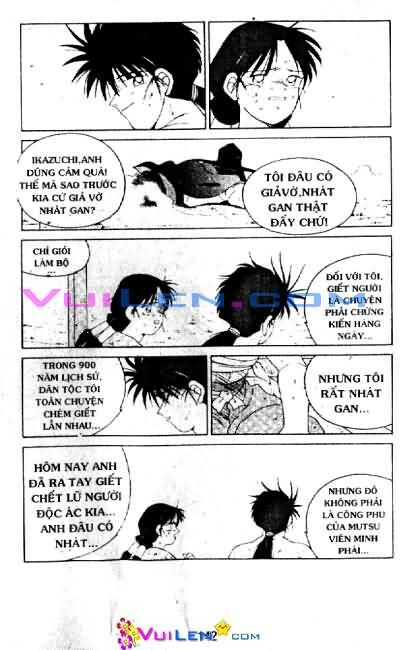 IKAZUCHI,ANH
DŨNG CẢM QUÁ!
THẾ MÀ SAO TRƯỚC
KIA CỨ GIẢ VỜ
NHÁT GAN?
TÔI ĐÂU CÓ
GIẢVỜ,NHÁT
GAN THẬT
ĐẤY CHỨ!
CHỈ GIỎI
LÀM BỘ
ĐỐI VỚI TÔI,
GIẾT NGƯỜI
LÀ CHUYỆN
PHẢI CHỨNG
KIẾN HÀNG
NGÀY...
VUILEN.COM
TRONG 900
NĂM LỊCH SỬ,
DÂN TỘC TÔI
TOÀN CHUYỆN
CHÉM GIẾT
LẪN NHAU...
NHƯNG TÔI
RẤT NHÁT
GAN...
HÔM NAY ANH
ĐÃ RA TAY GIẾT
CHẾT LŨ NGƯỜI
ĐỘC ÁC KIA...
ANH ĐÂU CÓ
NHÁT...
NHƯNG ĐÓ
KHÔNG PHẢI
LÀ CÔNG PHU
CỦA MUTSU
VIÊN MINH
PHÁI...
VUILEN.COM